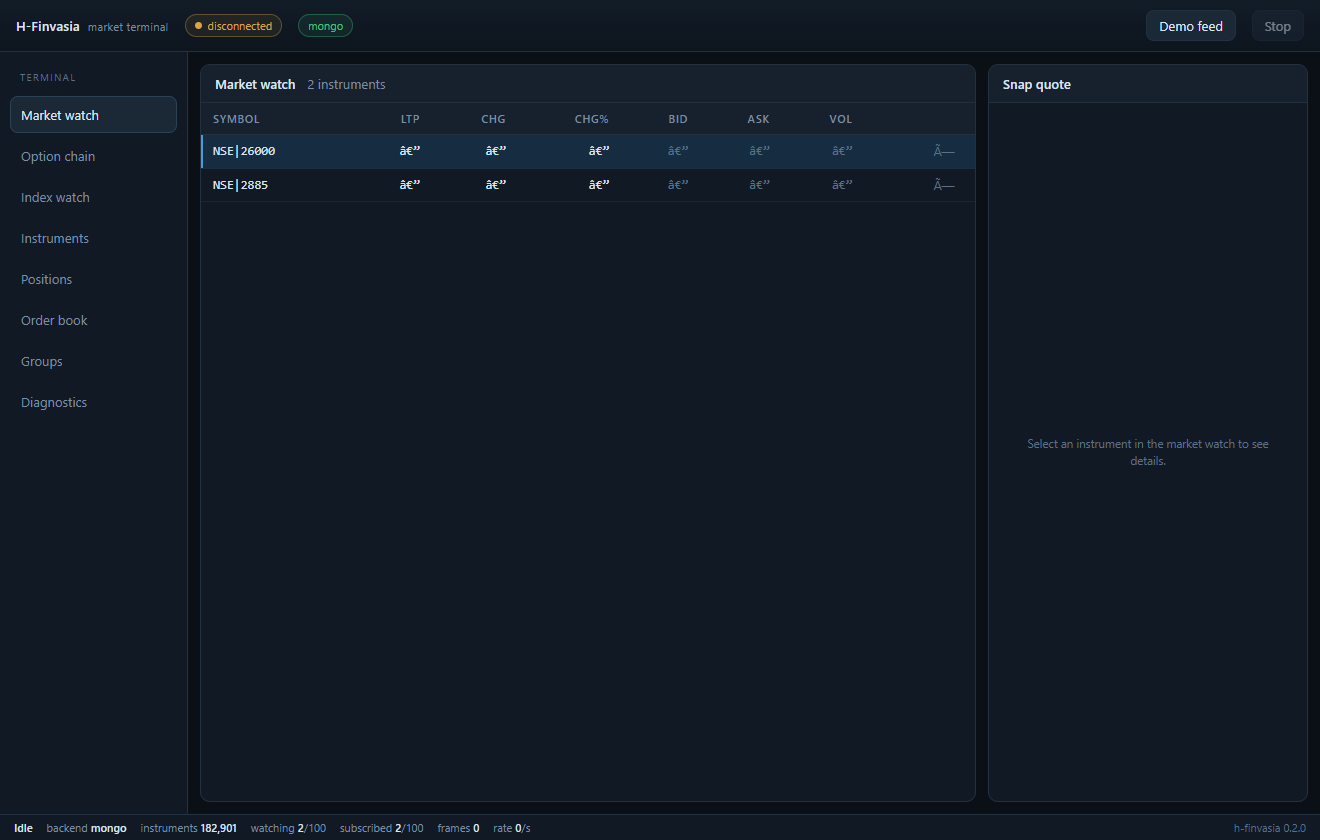 H-Finvasia market terminal disconnected mongo Demo feed Stop
TERMINAL
Market watch
Option chain
Index watch
Instruments
Positions
Order book
Groups
Diagnostics
Market watch 2 instruments
SYMBOL LTP CHG CHG% BID ASK VOL
NSE|26000 â€” â€” â€” â€” â€” â€” Ã—
NSE|2885 â€” â€” â€” â€” â€” â€” Ã—
Snap quote
Select an instrument in the market watch to see
details.
Idle backend mongo instruments 182,901 watching 2/100 subscribed 2/100 frames 0 rate 0/s h-finvasia 0.2.0